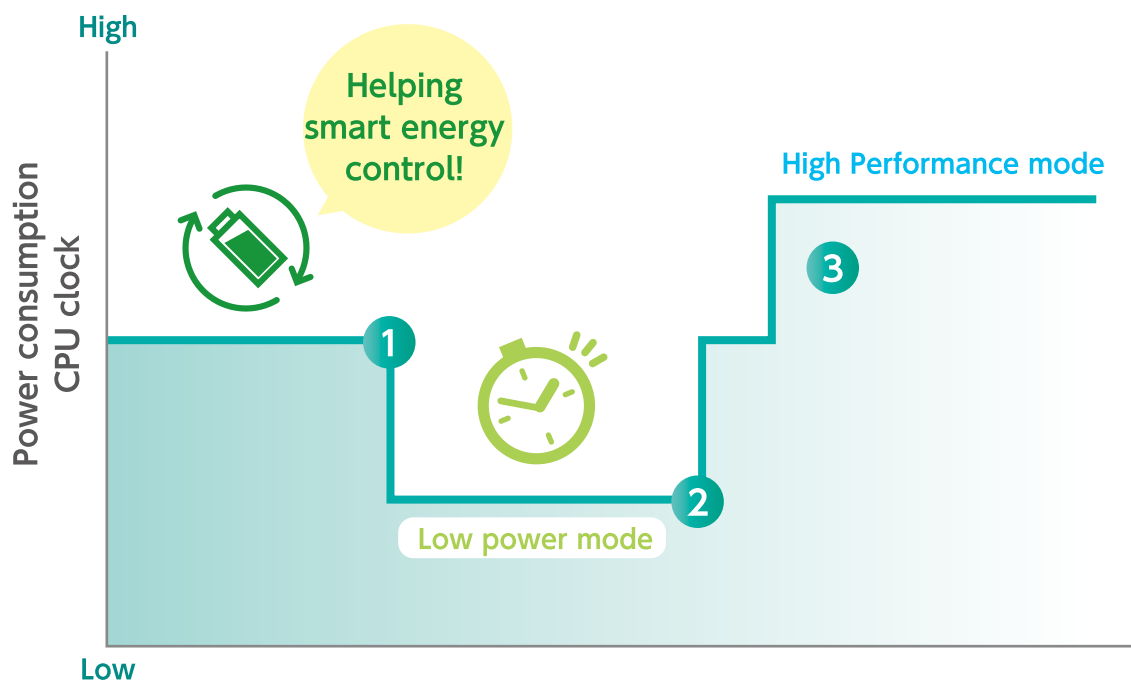 High
Helping
smart energy
control!
High Performance mode
Power consumption
CPU clock
3
1
2
Low power mode
Low